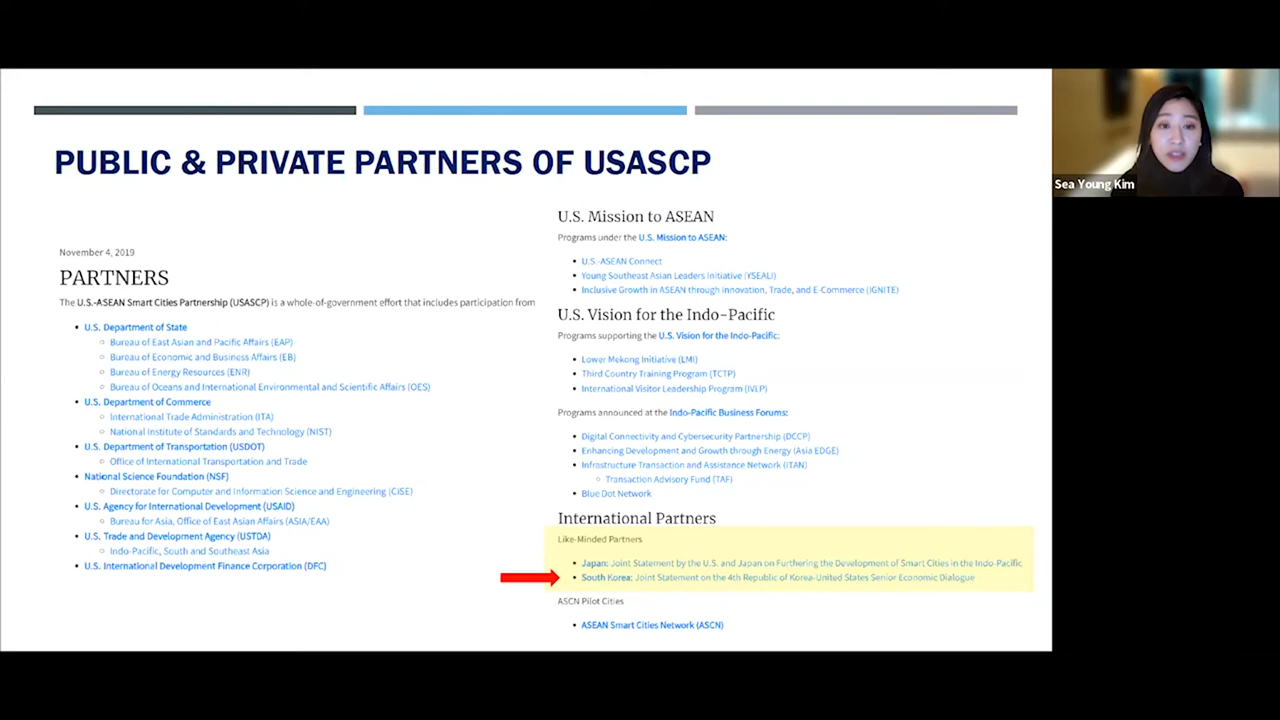 PUBLIC & PRIVATE PARTNERS OF USASCP
November 4, 2019
PARTNERS
The U.S.-ASEAN Smart Cities Partnership (USASCP) is a whole-of-government effort that includes participation from
U.S. Department of State
Bureau of East Asian and Pacific Affairs (EAP)
Bureau of Economic and Business Affairs (EB)
Bureau of Energy Resources (ENR)
Bureau of Oceans and International Environmental and Scientific Affairs (OES)
U.S. Department of Commerce
International Trade Administration (ITA)
National Institute of Standards and Technology (NIST)
U.S. Department of Transportation (USDOT)
Office of International Transportation and Trade
National Science Foundation (NSF)
Directorate for Computer and Information Science and Engineering (CISE)
U.S. Agency for International Development (USAID)
Bureau for Asia, Office of East Asian Affairs (ASIA/EAA)
U.S. Trade and Development Agency (USTDA)
Indo-Pacific, South and Southeast Asia
U.S. International Development Finance Corporation (DFC)
U.S. Mission to ASEAN
Programs under the U.S. Mission to ASEAN:
U.S.-ASEAN Connect
Young Southeast Asian Leaders Initiative (YSEALI)
Inclusive Growth in ASEAN through Innovation, Trade, and E-Commerce (IGNITE)
U.S. Vision for the Indo-Pacific
Programs supporting the U.S. Vision for the Indo-Pacific:
Lower Mekong Initiative (LMI)
Third Country Training Program (TCTP)
International Visitor Leadership Program (IVLP)
Programs announced at the Indo-Pacific Business Forums:
Digital Connectivity and Cybersecurity Partnership (DCCP)
Enhancing Development and Growth through Energy (Asia EDGE)
Infrastructure Transaction and Assistance Network (ITAN)
Transaction Advisory Fund (TAF)
Blue Dot Network
International Partners
Like-Minded Partners
Japan: Joint Statement by the U.S. and Japan on Furthering the Development of Smart Cities in the Indo-Pacific
South Korea: Joint Statement on the 4th Republic of Korea-United States Senior Economic Dialogue
ASCN Pilot Cities
ASEAN Smart Cities Network (ASCN)
Sea Young Kim